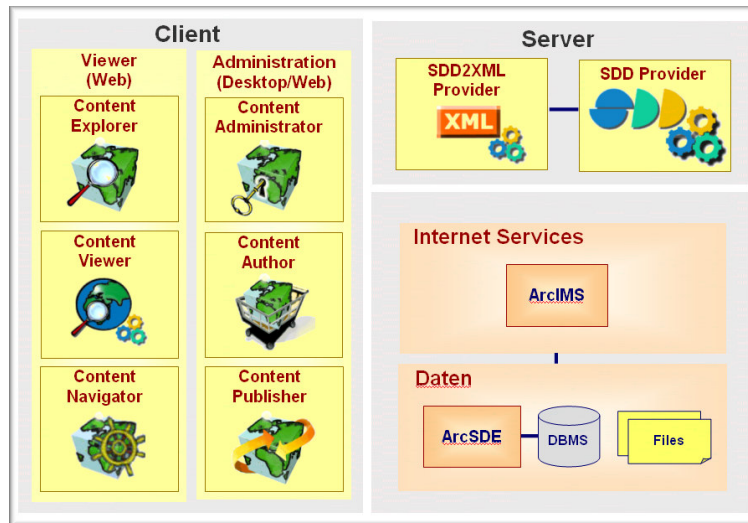 Client
Viewer
(Web)
Content
Explorer
Content
Viewer
Content
Navigator
Administration
(Desktop/Web)
Content
Administrator
Content
Author
Content
Publisher
Server
SDD2XML
Provider
XML
SDD Provider
Internet Services
ArcIMS
Daten
ArcSDE
DBMS
Files